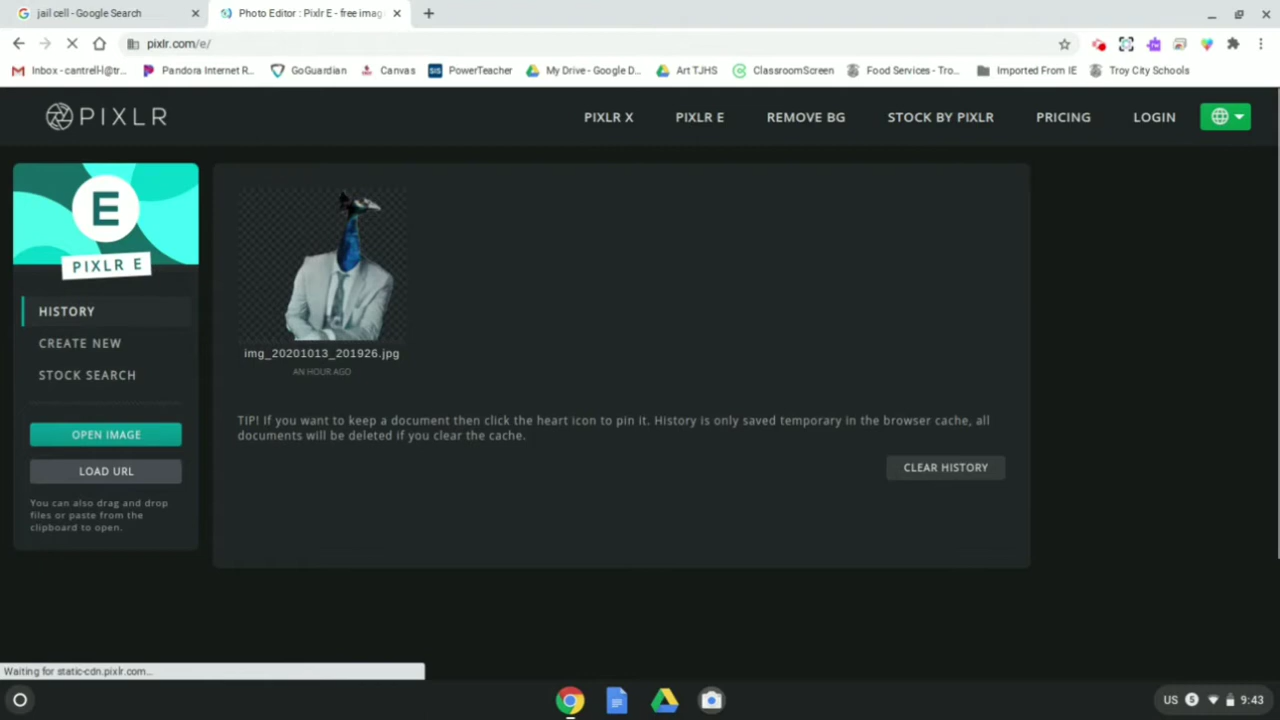 jail cell - Google Search
Photo Editor : Pixlr E - free imag
pixlr.com/e/
Inbox - cantrell@tr...
Pandora Internet R...
GoGuardian
Canvas
SIS
PowerTeacher
My Drive - Google D...
Art TJHS
ClassroomScreen
Food Services - Tro...
Imported From IE
Troy City Schools
PIXLR
PIXLR X
PIXLR E
REMOVE BG
STOCK BY PIXLR
PRICING
LOGIN
E
PIXLR E
HISTORY
CREATE NEW
STOCK SEARCH
OPEN IMAGE
LOAD URL
You can also drag and drop
files or paste from the
clipboard to open.
img_20201013_201926.jpg
AN HOUR AGO
TIP! If you want to keep a document then click the heart icon to pin it. History is only saved temporary in the browser cache, all
documents will be deleted if you clear the cache.
CLEAR HISTORY
Waiting for static-cdn.pixlr.com...
US
5
9:43